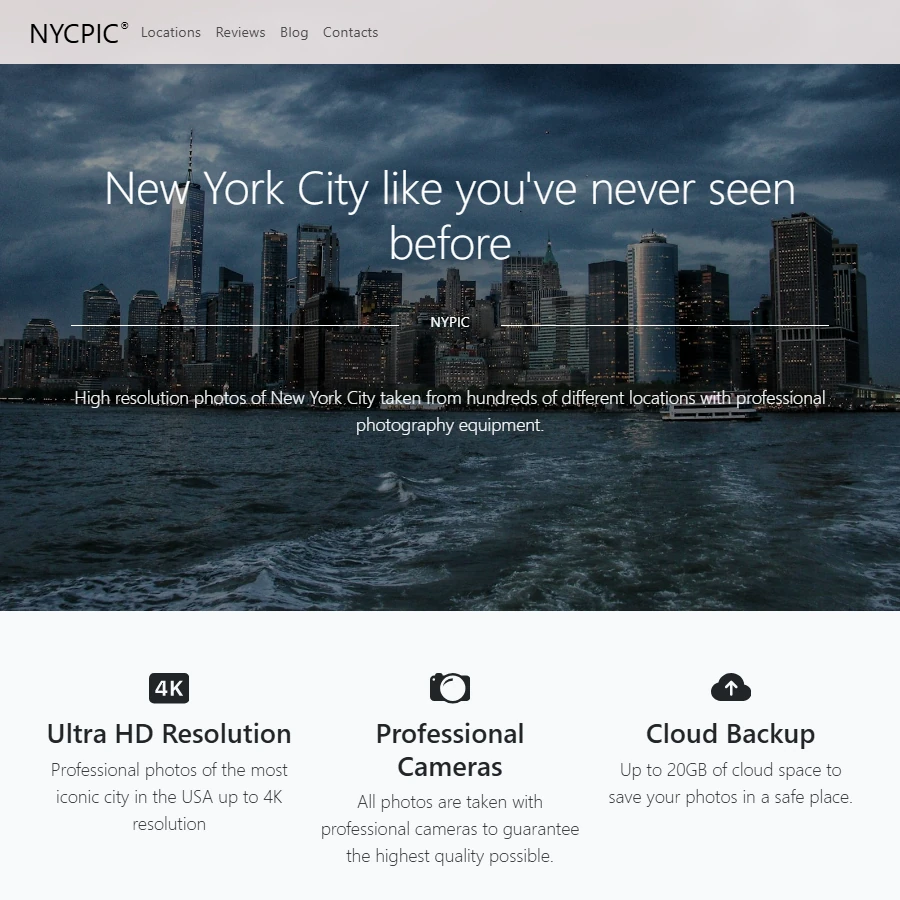 NYCPIC® Locations Reviews Blog Contacts
New York City like you've never seen
before
NYPIC
High resolution photos of New York City taken from hundreds of different locations with professional
photography equipment.
4K
Ultra HD Resolution
Professional photos of the most
iconic city in the USA up to 4K
resolution
Professional
Cameras
All photos are taken with
professional cameras to guarantee
the highest quality possible.
Cloud Backup
Up to 20GB of cloud space to
save your photos in a safe place.